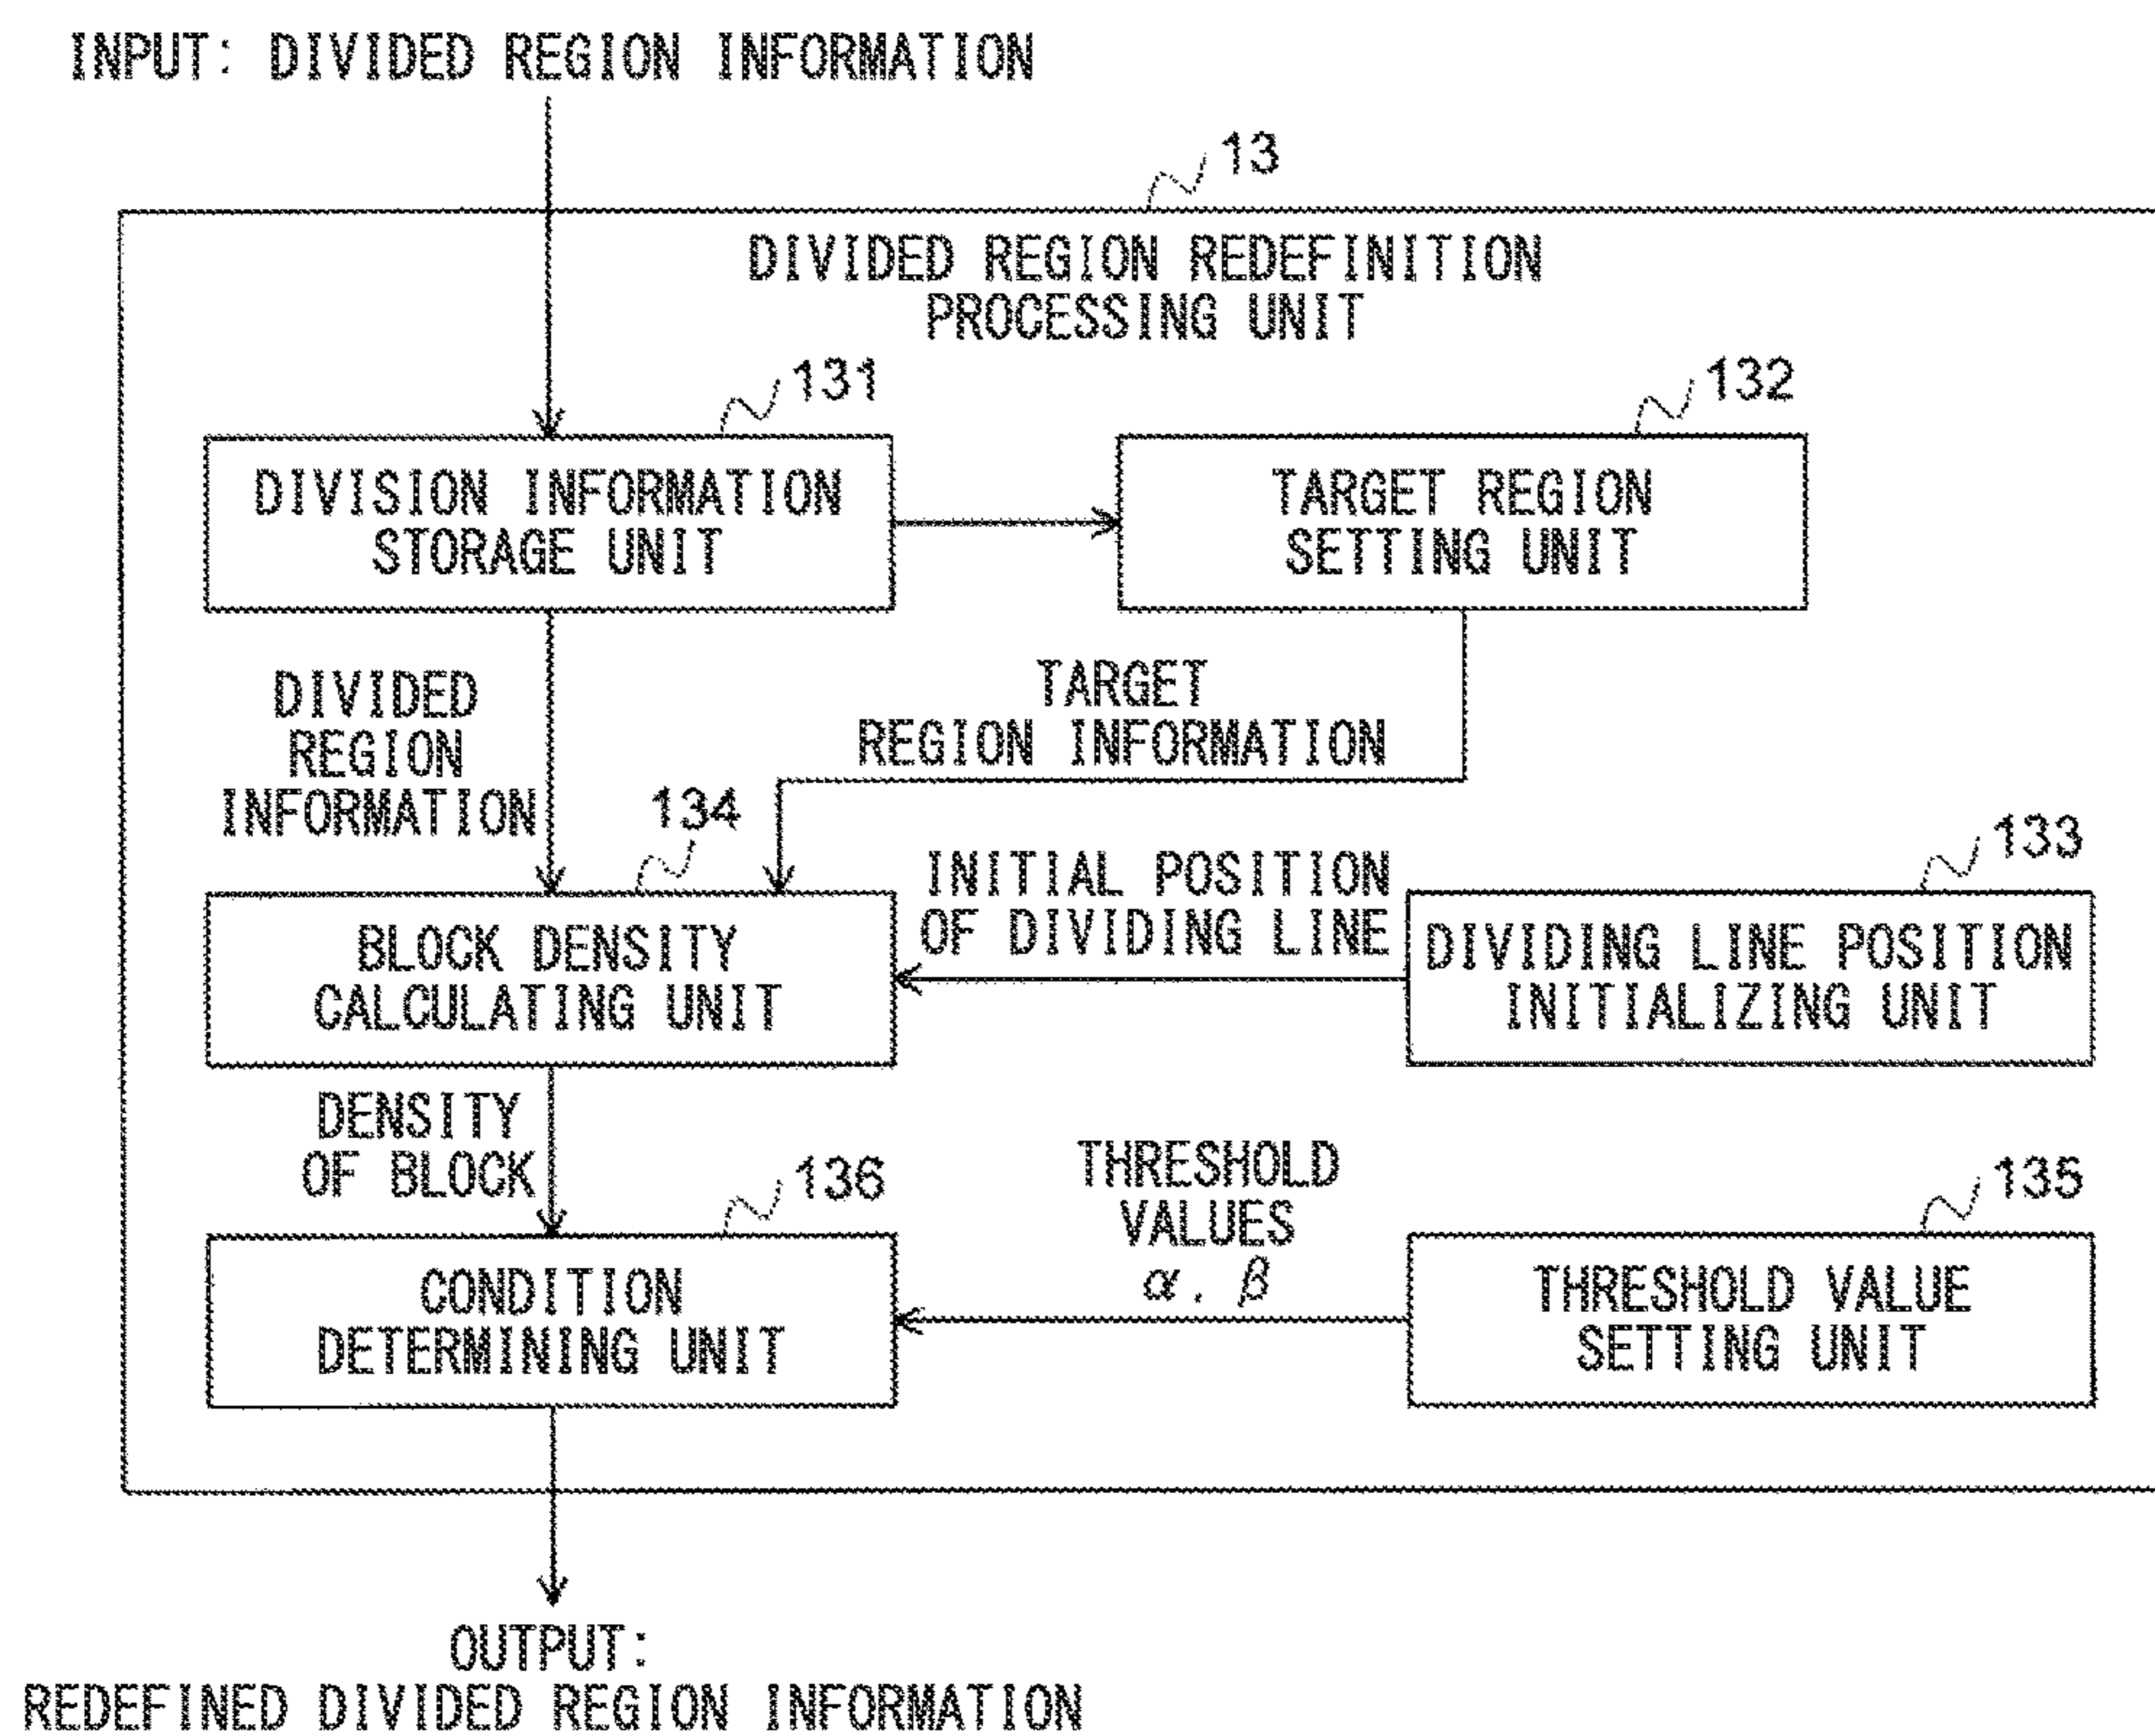 INPUT: DIVIDED REGION INFORMATION
13
DIVIDED REGION REDEFINITION
PROCESSING UNIT
131
DIVISION INFORMATION
STORAGE UNIT
132
TARGET REGION
SETTING UNIT
DIVIDED
REGION
INFORMATION
TARGET
REGION INFORMATION
134
BLOCK DENSITY
CALCULATING UNIT
INITIAL POSITION
OF DIVIDING LINE
133
DIVIDING LINE POSITION
INITIALIZING UNIT
DENSITY
OF BLOCK
136
CONDITION
DETERMINING UNIT
THRESHOLD
VALUES
α, β
135
THRESHOLD VALUE
SETTING UNIT
OUTPUT:
REDEFINED DIVIDED REGION INFORMATION